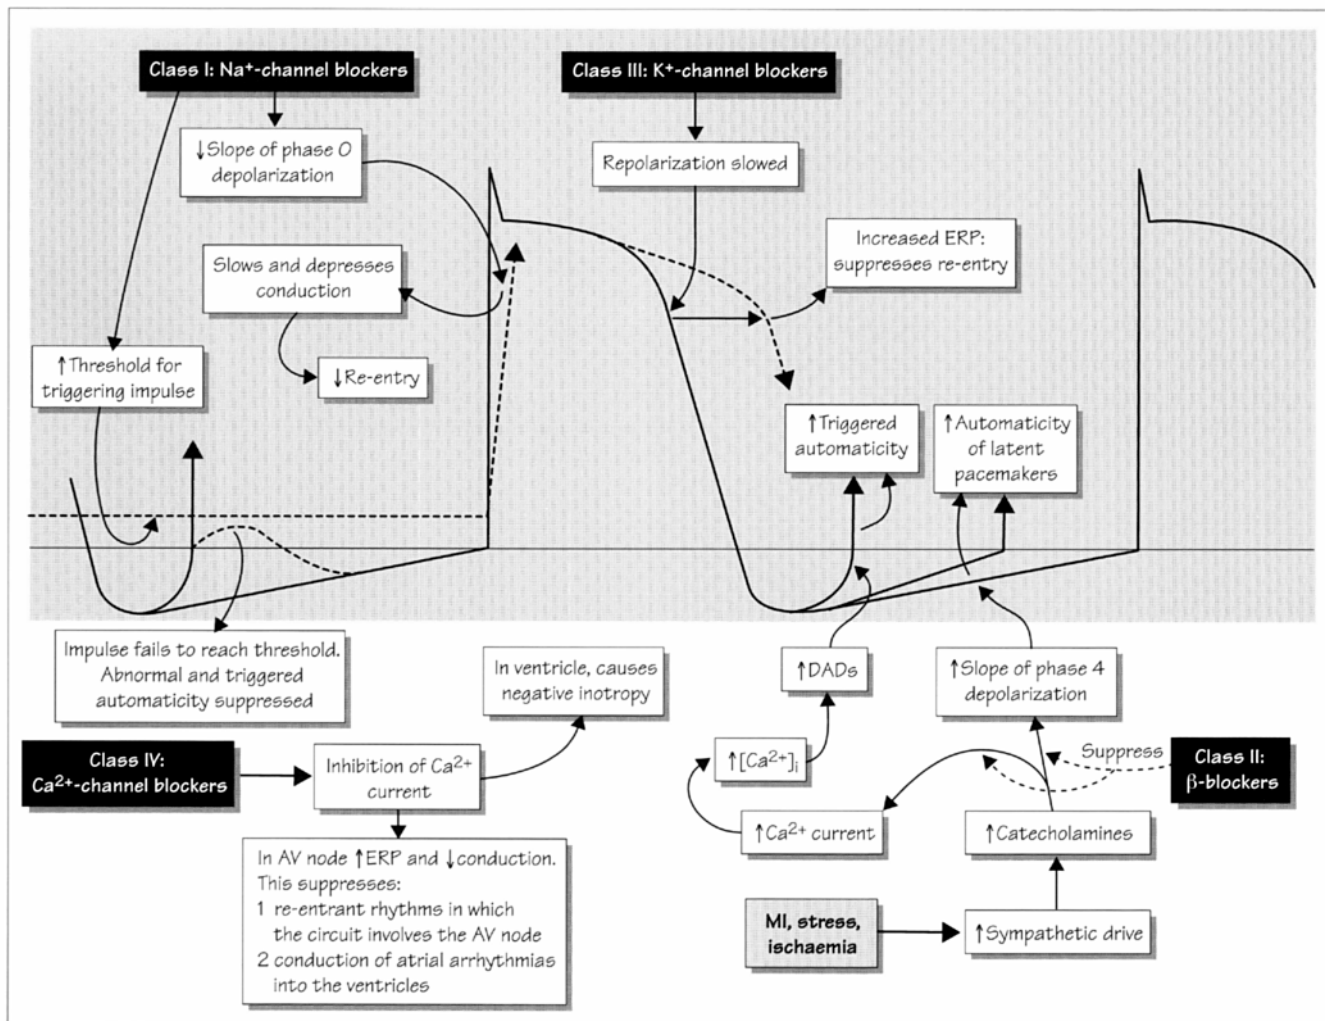 Class I: Na+-channel blockers
Class III: K+-channel blockers
↓Slope of phase 0
depolarization
Repolarization slowed
Slows and depresses
conduction
Increased ERP:
suppresses re-entry
↑Threshold for
triggering impulse
↓Re-entry
↑Triggered
automaticity
↑Automaticity
of latent
pacemakers
Impulse fails to reach threshold.
Abnormal and triggered
automaticity suppressed
In ventricle, causes
negative inotropy
↑DADs
↑Slope of phase 4
depolarization
Class IV:
Ca2+-channel blockers
Inhibition of Ca2+
current
↑[Ca2+]i
Suppress
Class II:
β-blockers
↑Ca2+ current
↑Catecholamines
In AV node ↑ERP and ↓conduction.
This suppresses:
1 re-entrant rhythms in which
the circuit involves the AV node
2 conduction of atrial arrhythmias
into the ventricles
MI, stress,
ischaemia
↑Sympathetic drive